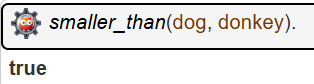 smaller_than(dog, donkey).
true